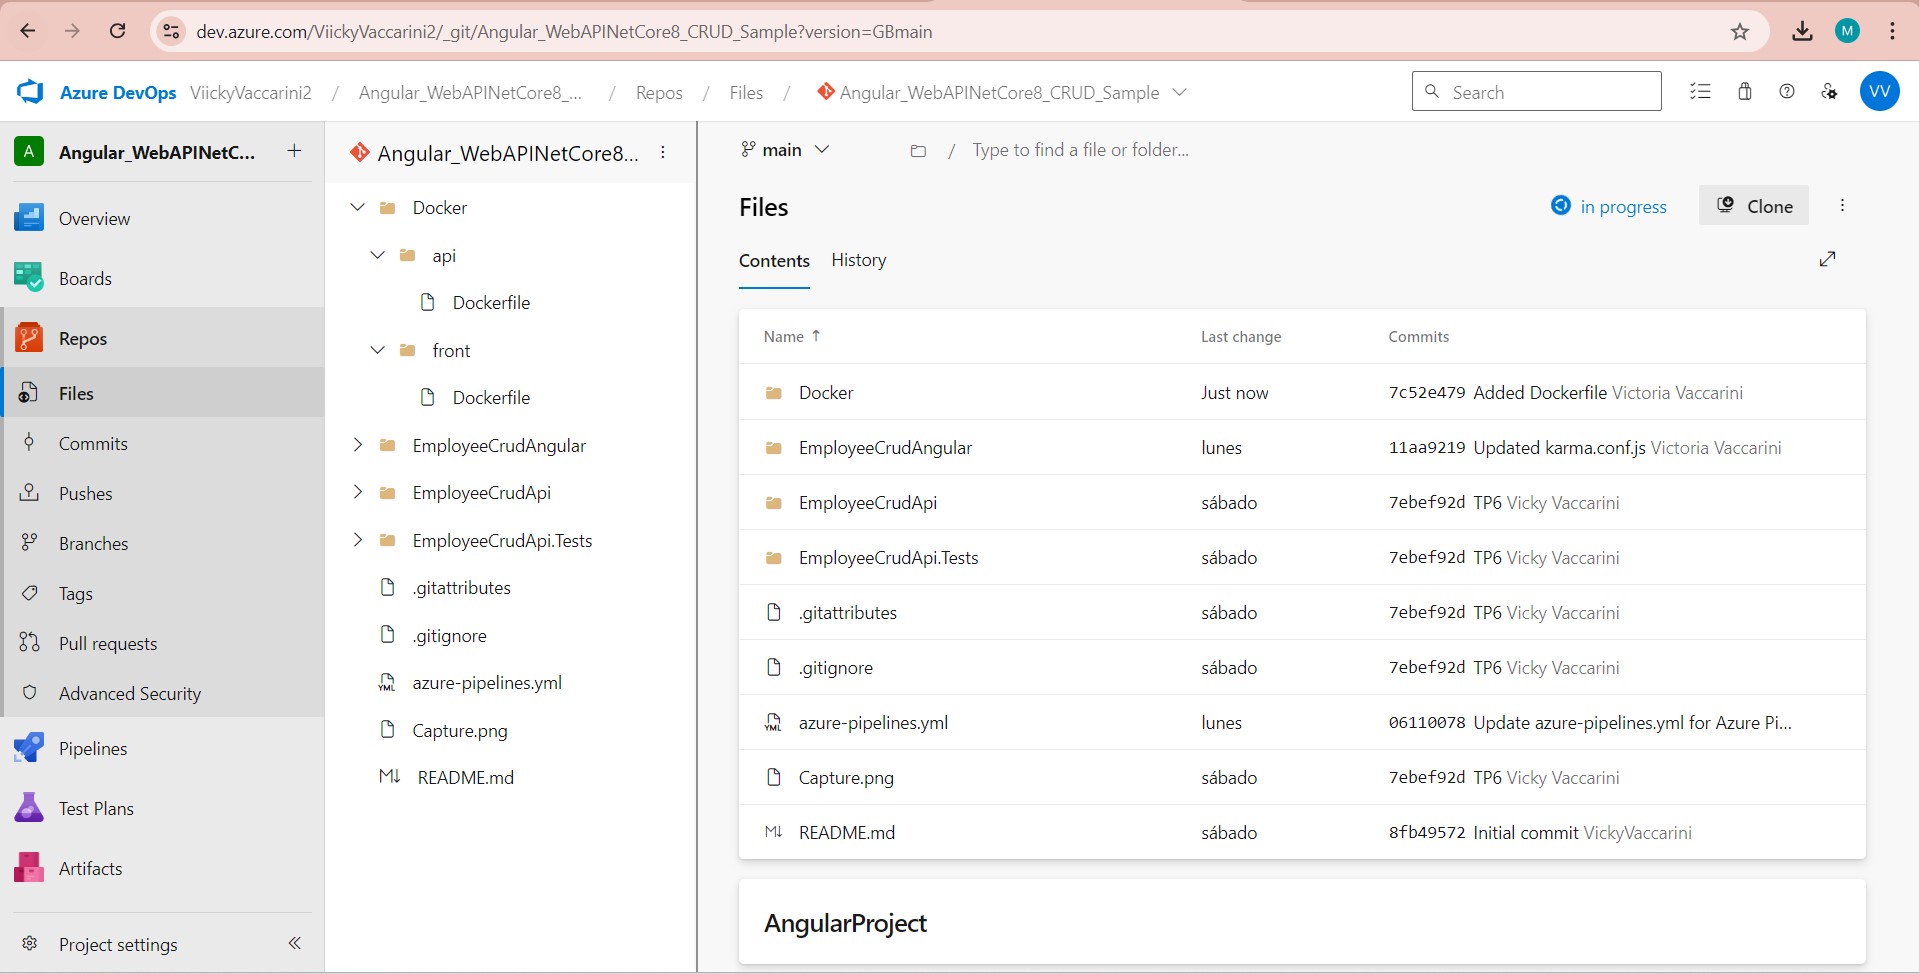 dev.azure.com/ViickyVaccarini2/_git/Angular_WebAPINetCore8_CRUD_Sample?version=GBmain
M
Azure DevOps ViickyVaccarini2 / Angular_WebAPINetCore8_... / Repos / Files / Angular_WebAPINetCore8_CRUD_Sample
Search
VV
A Angular_WebAPINetC... +
Overview
Boards
Repos
Files
Commits
Pushes
Branches
Tags
Pull requests
Advanced Security
Pipelines
Test Plans
Artifacts
Project settings
Angular_WebAPINetCore8...
Docker
api
Dockerfile
front
Dockerfile
EmployeeCrudAngular
EmployeeCrudApi
EmployeeCrudApi.Tests
.gitattributes
.gitignore
YML azure-pipelines.yml
Capture.png
M↓ README.md
main / Type to find a file or folder...
Files
in progress
Clone
Contents History
Name ↑ Last change Commits
Docker Just now 7c52e479 Added Dockerfile Victoria Vaccarini
EmployeeCrudAngular lunes 11aa9219 Updated karma.conf.js Victoria Vaccarini
EmployeeCrudApi sábado 7ebef92d TP6 Vicky Vaccarini
EmployeeCrudApi.Tests sábado 7ebef92d TP6 Vicky Vaccarini
.gitattributes sábado 7ebef92d TP6 Vicky Vaccarini
.gitignore sábado 7ebef92d TP6 Vicky Vaccarini
YML azure-pipelines.yml lunes 06110078 Update azure-pipelines.yml for Azure Pi...
Capture.png sábado 7ebef92d TP6 Vicky Vaccarini
M↓ README.md sábado 8fb49572 Initial commit VickyVaccarini
AngularProject